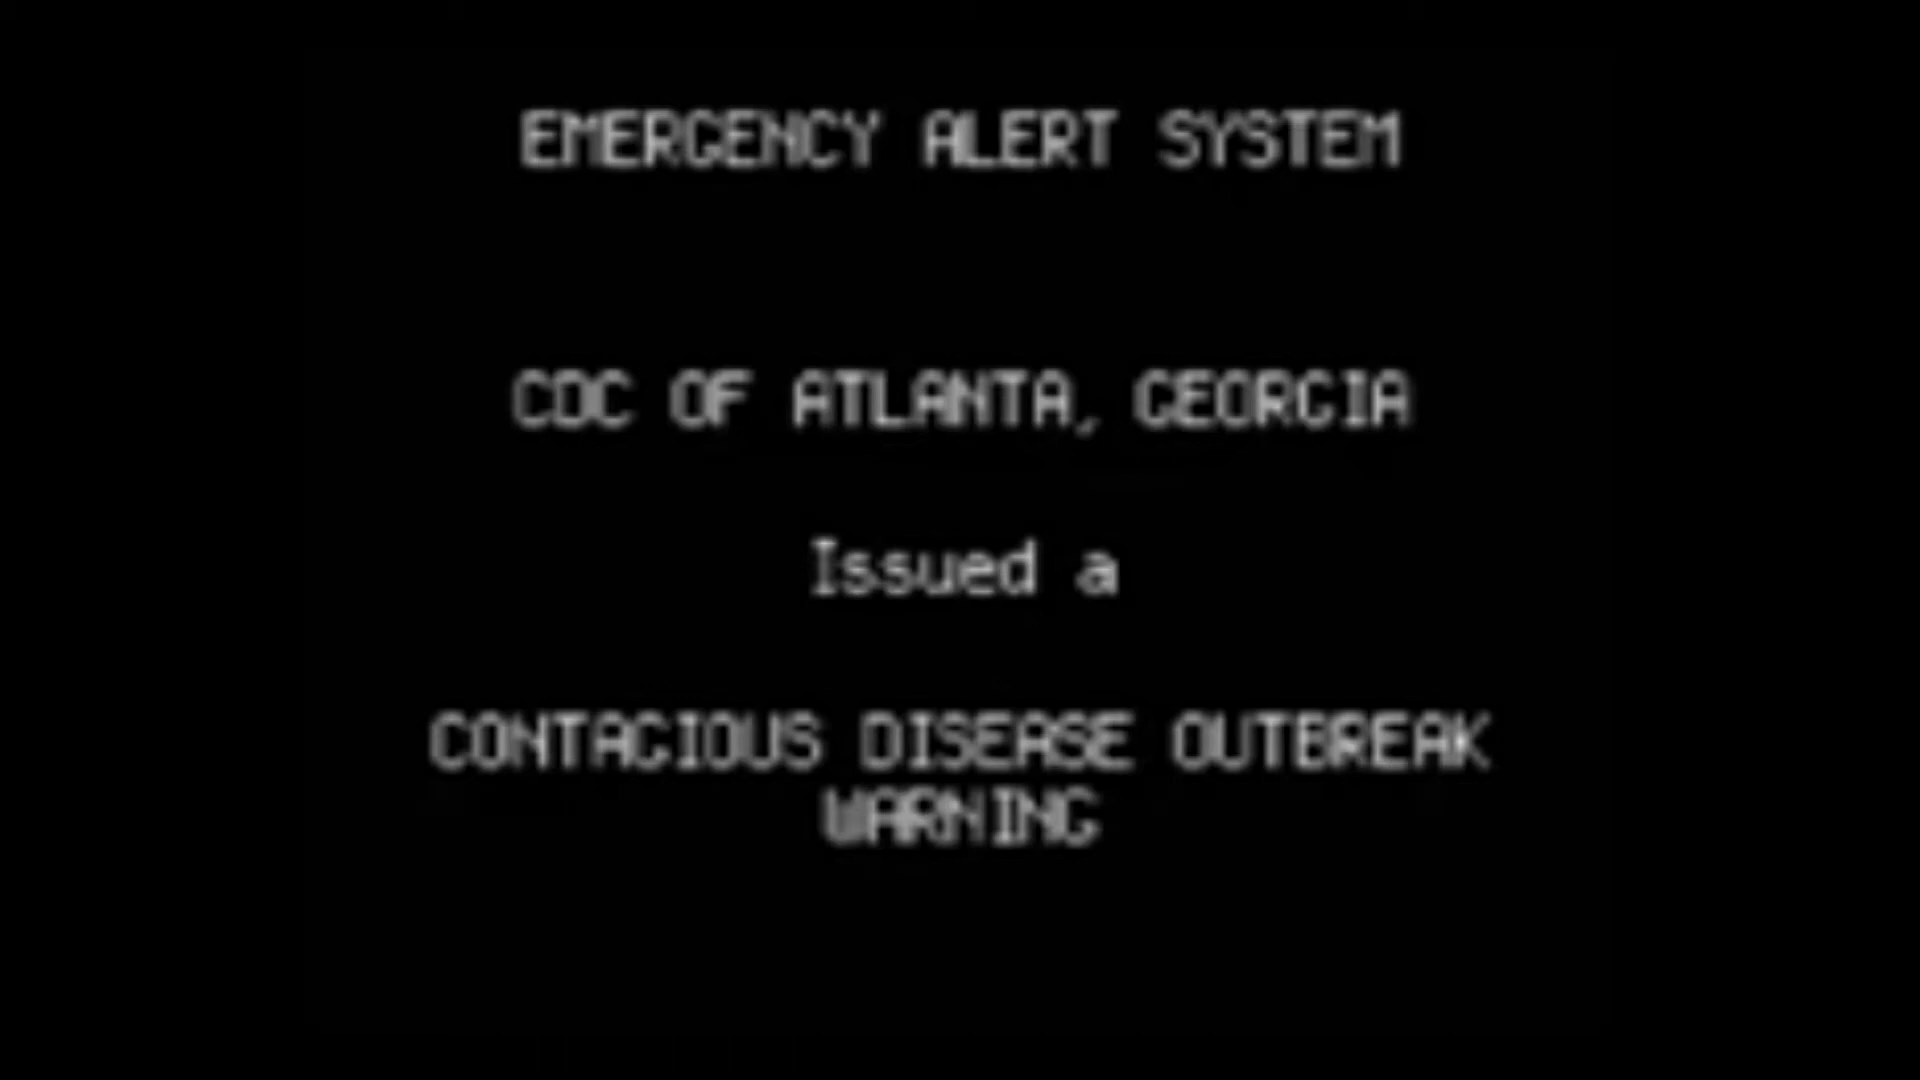 EMERGENCY ALERT SYSTEM
CDC OF ATLANTA, GEORGIA
Issued a
CONTAGIOUS DISEASE OUTBREAK
WARNING